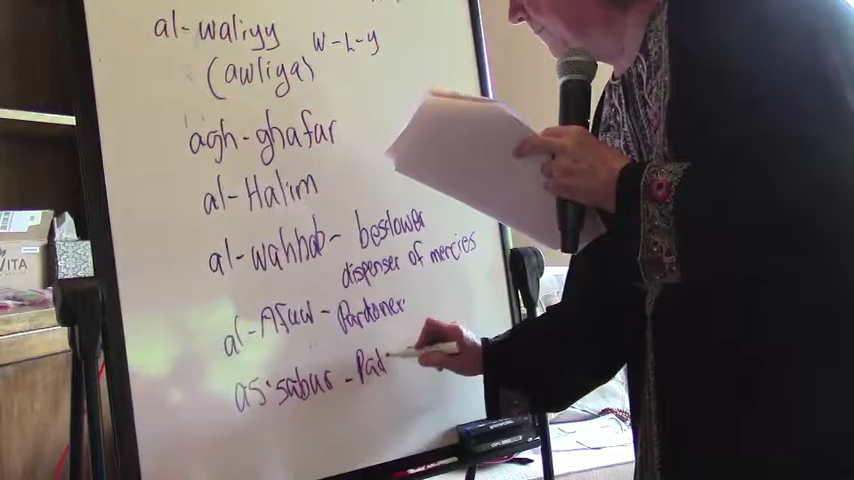 al-waliyy W-L-Y
(awliya)
agh-ghafar
al-Halim
al-wahhab - bestower
dispenser of mercies
al-Afuw - Pardoner
as-sabur - Pat
VITA